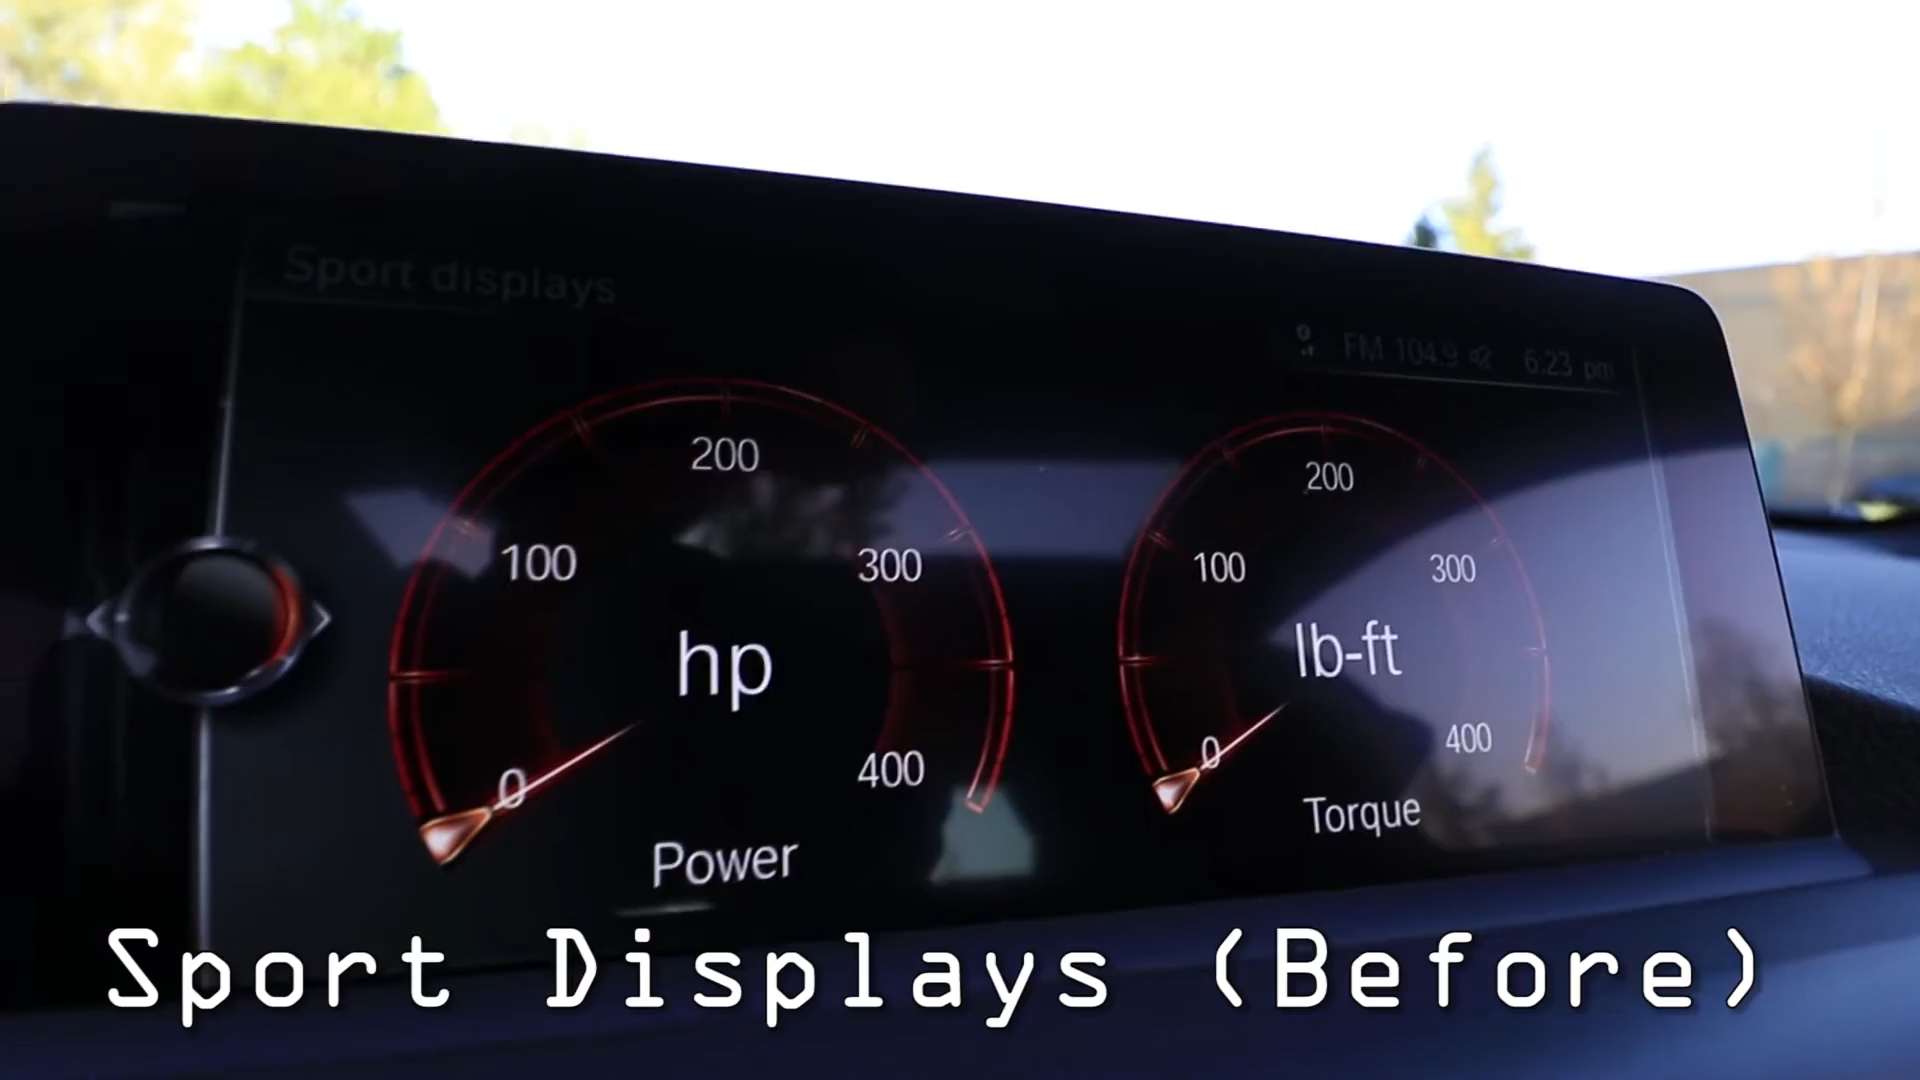 Sport displays
FM 104.9 6:23 pm
200
100
300
hp
0
400
Power
200
100
300
lb-ft
0
400
Torque
Sport Displays (Before)